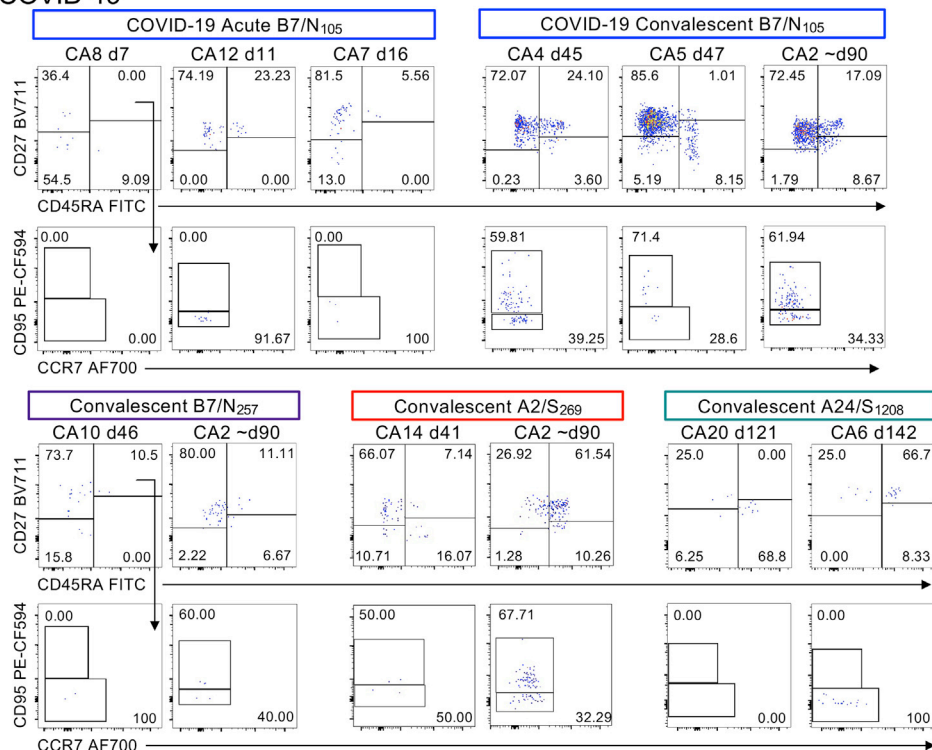 COVID-19 Acute B7/N105
COVID-19 Convalescent B7/N105
CA8 d7 CA12 d11 CA7 d16 CA4 d45 CA5 d47 CA2 ~d90
36.4 0.00 74.19 23.23 81.5 5.56 72.07 24.10 85.6 1.01 72.45 17.09
CD27 BV711
54.5 9.09 0.00 0.00 13.0 0.00 0.23 3.60 5.19 8.15 1.79 8.67
CD45RA FITC
0.00 0.00 0.00 59.81 71.4 61.94
CD95 PE-CF594
0.00 91.67 100 39.25 28.6 34.33
CCR7 AF700
Convalescent B7/N257
Convalescent A2/S269
Convalescent A24/S1208
CA10 d46 CA2 ~d90 CA14 d41 CA2 ~d90 CA20 d121 CA6 d142
73.7 10.5 80.00 11.11 66.07 7.14 26.92 61.54 25.0 0.00 25.0 66.7
CD27 BV711
15.8 0.00 2.22 6.67 10.71 16.07 1.28 10.26 6.25 68.8 0.00 8.33
CD45RA FITC
0.00 60.00 50.00 67.71 0.00 0.00
CD95 PE-CF594
100 40.00 50.00 32.29 0.00 100
CCR7 AF700